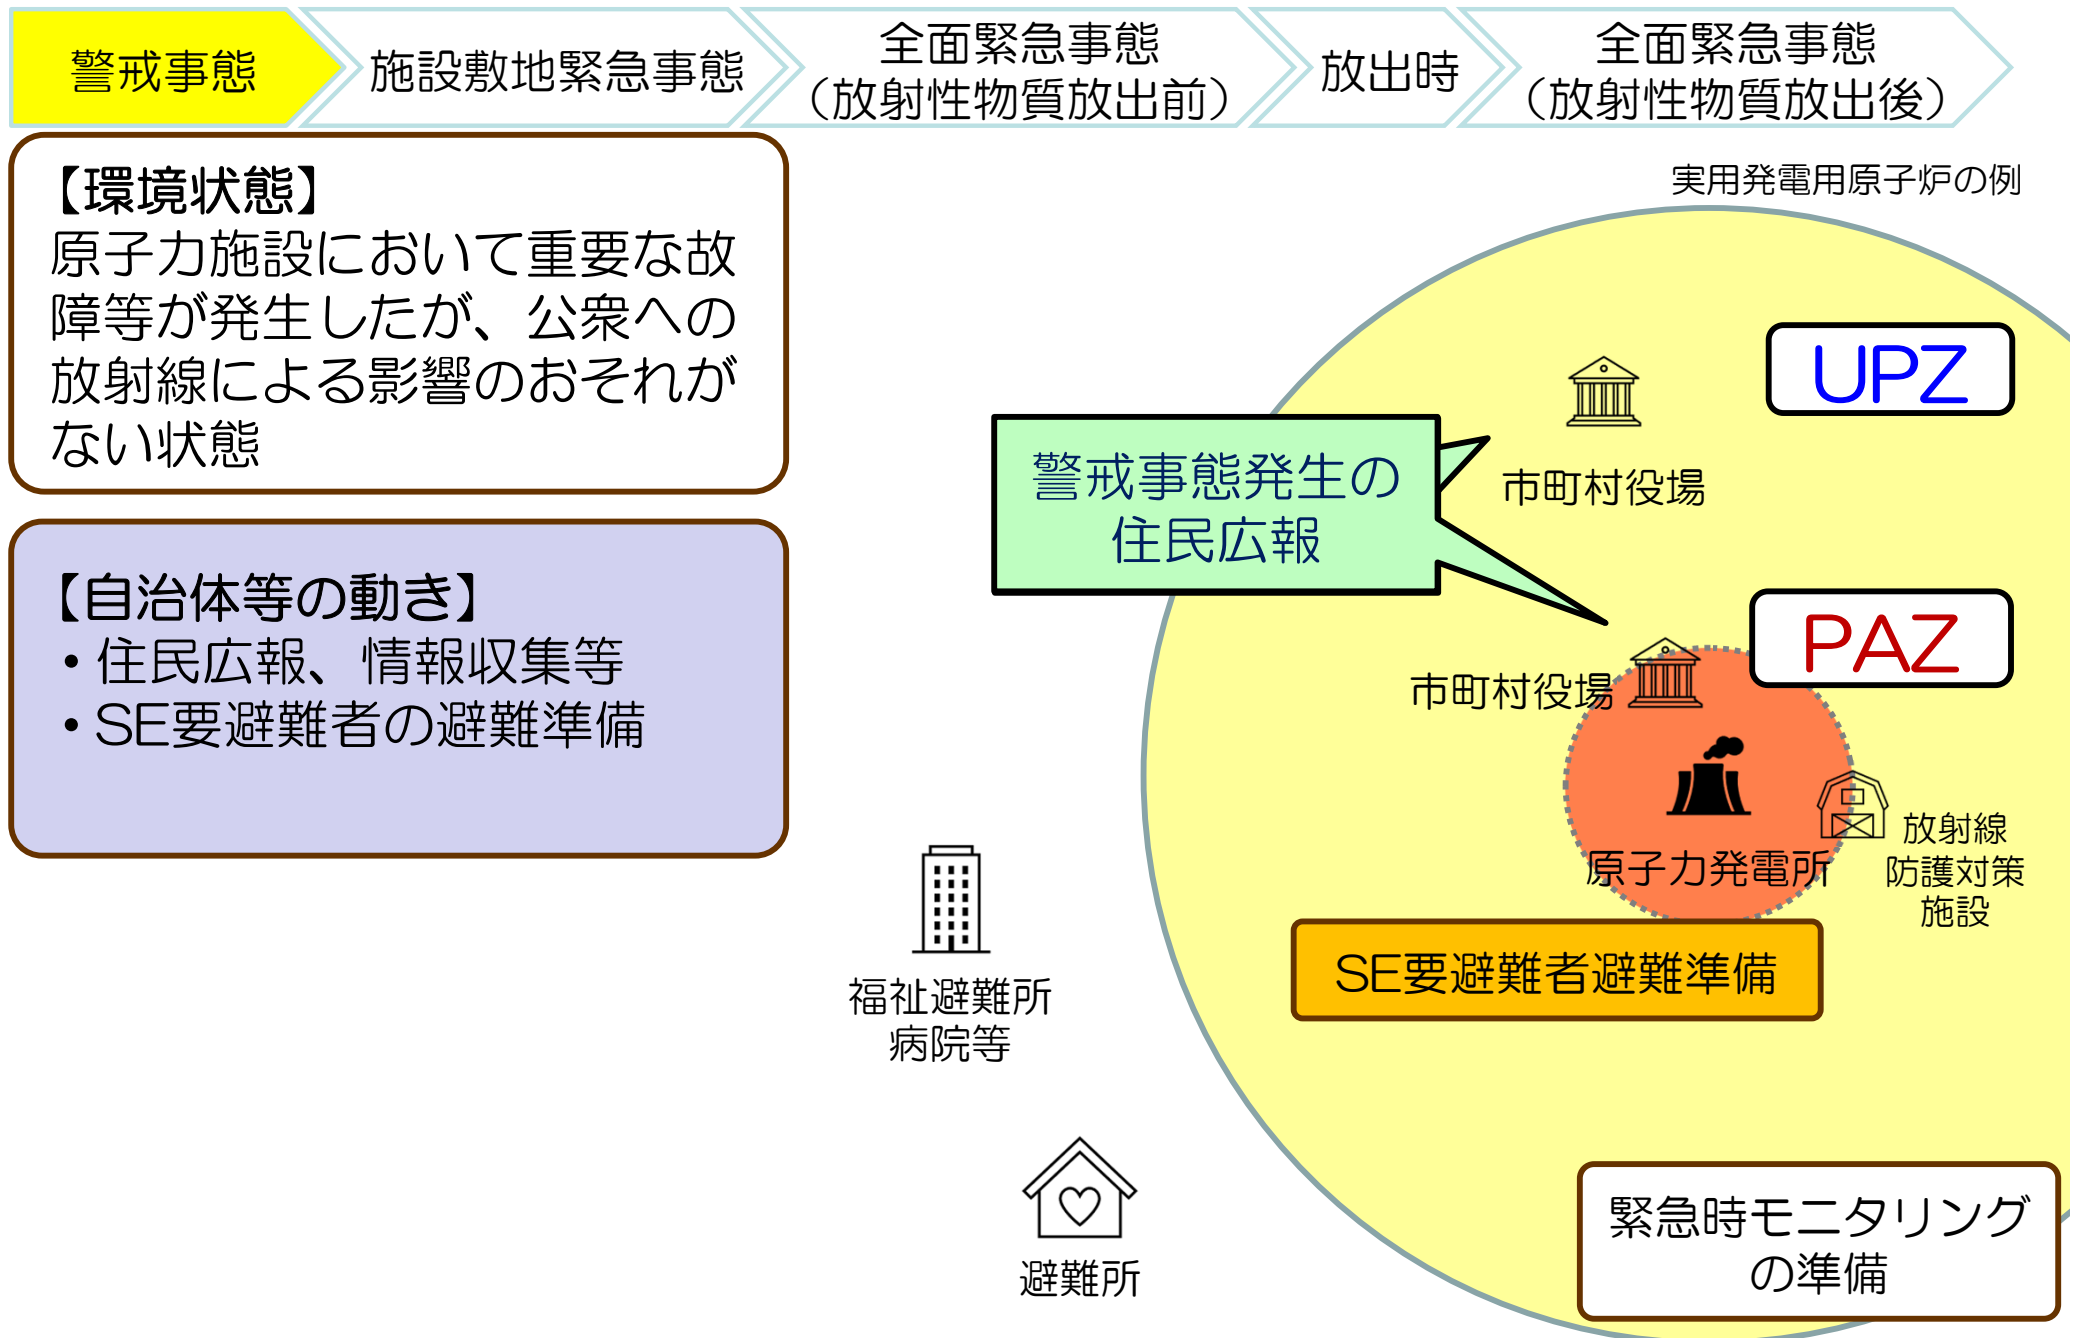 警戒事態
施設敷地緊急事態
全面緊急事態
（放射性物質放出前）
放出時
全面緊急事態
（放射性物質放出後）
【環境状態】
原子力施設において重要な故
障等が発生したが、公衆への
放射線による影響のおそれが
ない状態
【自治体等の動き】
・住民広報、情報収集等
・SE要避難者の避難準備
実用発電用原子炉の例
UPZ
市町村役場
警戒事態発生の
住民広報
PAZ
市町村役場
原子力発電所
放射線
防護対策
施設
SE要避難者避難準備
福祉避難所
病院等
避難所
緊急時モニタリング
の準備